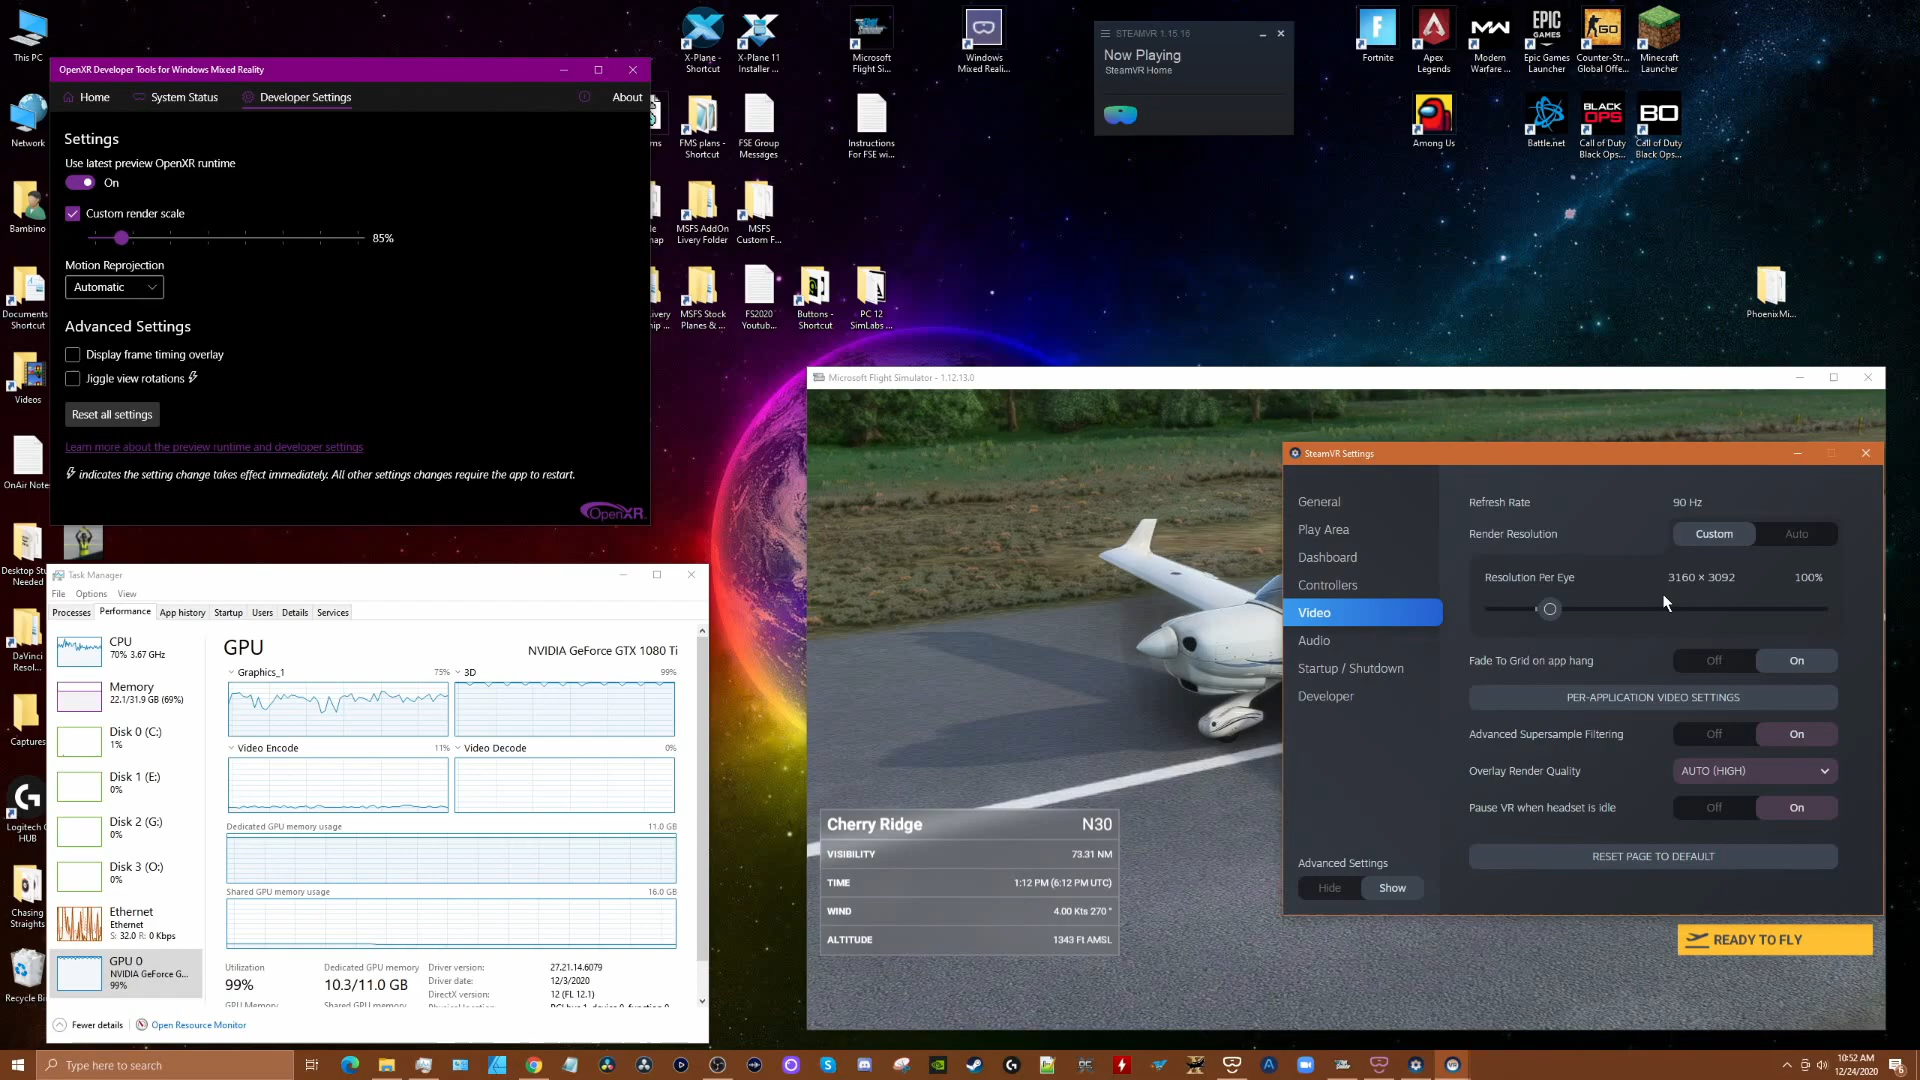 This PC
Network
Bambino
Documents
Shortcut
Videos
OnAir Note
Desktop Stu
Needed
DaVinci
Resol...
Captures
Logitech G
HUB
Chasing
Straights
Recycle Bin
OpenXR Developer Tools for Windows Mixed Reality
Home
System Status
Developer Settings
About
Settings
Use latest preview OpenXR runtime
On
Custom render scale
85%
Motion Reprojection
Automatic
Advanced Settings
Display frame timing overlay
Jiggle view rotations
Reset all settings
Learn more about the preview runtime and developer settings
indicates the setting change takes effect immediately. All other settings changes require the app to restart.
OpenXR
X-Plane -
Shortcut
X-Plane 11
Installer ...
Microsoft
Flight Si...
Windows
Mixed Reali...
FMS plans -
Shortcut
FSE Group
Messages
Instructions
For FSE wi...
MSFS AddOn
Livery Folder
MSFS
Custom F...
MSFS Stock
Planes & ...
FS2020
Youtub...
Buttons -
Shortcut
PC 12
SimLabs ...
STEAMVR 1.15.16
Now Playing
SteamVR Home
Fortnite
Apex
Legends
MW
Modern
Warfare ...
EPIC
GAMES
Epic Games
Launcher
GO
Counter-Str...
Global Offe...
Minecraft
Launcher
Among Us
Battle.net
BLACK
OPS
Call of Duty
Black Ops...
BO
Call of Duty
Black Ops...
PhoenixMi...
Task Manager
File Options View
Processes Performance App history Startup Users Details Services
CPU
70% 3.67 GHz
Memory
22.1/31.9 GB (69%)
Disk 0 (C:)
1%
Disk 1 (E:)
0%
Disk 2 (G:)
0%
Disk 3 (O:)
0%
Ethernet
Ethernet
S: 32.0 R: 0 Kbps
GPU 0
NVIDIA GeForce G...
99%
GPU
NVIDIA GeForce GTX 1080 Ti
Graphics_1 75%
3D 99%
Video Encode 11%
Video Decode 0%
Dedicated GPU memory usage 11.0 GB
Shared GPU memory usage 16.0 GB
Utilization
99%
Dedicated GPU memory
10.3/11.0 GB
Driver version: 27.21.14.6079
Driver date: 12/3/2020
DirectX version: 12 (FL 12.1)
Fewer details
Open Resource Monitor
Microsoft Flight Simulator - 1.12.13.0
Cherry Ridge N30
VISIBILITY 73.31 NM
TIME 1:12 PM (6:12 PM UTC)
WIND 4.00 Kts 270 °
ALTITUDE 1343 Ft AMSL
READY TO FLY
SteamVR Settings
General
Play Area
Dashboard
Controllers
Video
Audio
Startup / Shutdown
Developer
Advanced Settings
Hide Show
Refresh Rate 90 Hz
Render Resolution Custom Auto
Resolution Per Eye 3160 × 3092 100%
Fade To Grid on app hang Off On
PER-APPLICATION VIDEO SETTINGS
Advanced Supersample Filtering Off On
Overlay Render Quality AUTO (HIGH)
Pause VR when headset is idle Off On
RESET PAGE TO DEFAULT
Type here to search
10:52 AM
12/24/2020